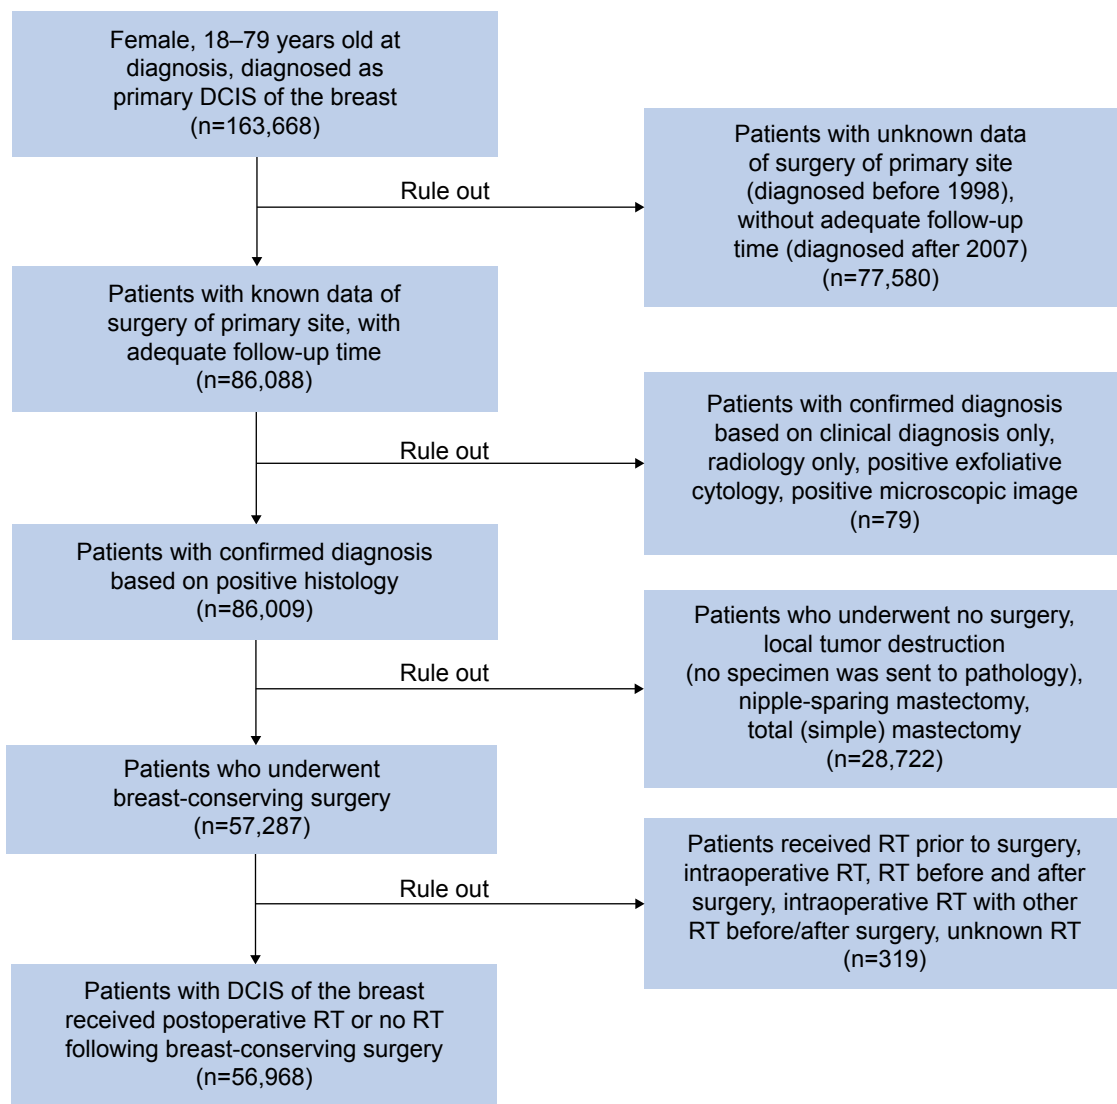 Female, 18–79 years old at
diagnosis, diagnosed as
primary DCIS of the breast
(n=163,668)
Rule out
Patients with unknown data
of surgery of primary site
(diagnosed before 1998),
without adequate follow-up
time (diagnosed after 2007)
(n=77,580)
Patients with known data of
surgery of primary site, with
adequate follow-up time
(n=86,088)
Rule out
Patients with confirmed diagnosis
based on clinical diagnosis only,
radiology only, positive exfoliative
cytology, positive microscopic image
(n=79)
Patients with confirmed diagnosis
based on positive histology
(n=86,009)
Rule out
Patients who underwent no surgery,
local tumor destruction
(no specimen was sent to pathology),
nipple-sparing mastectomy,
total (simple) mastectomy
(n=28,722)
Patients who underwent
breast-conserving surgery
(n=57,287)
Rule out
Patients received RT prior to surgery,
intraoperative RT, RT before and after
surgery, intraoperative RT with other
RT before/after surgery, unknown RT
(n=319)
Patients with DCIS of the breast
received postoperative RT or no RT
following breast-conserving surgery
(n=56,968)